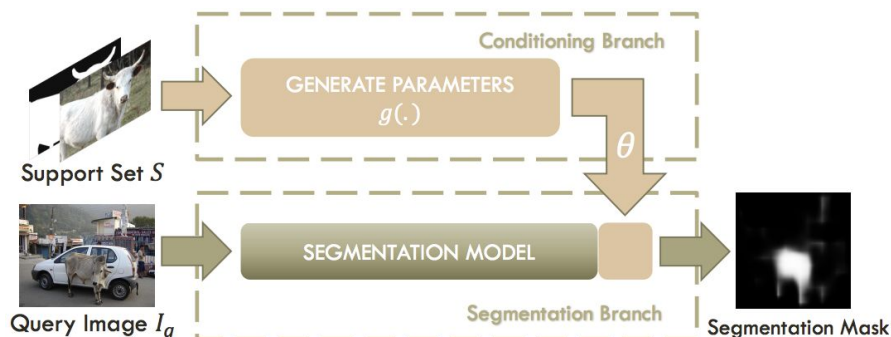 Conditioning Branch
GENERATE PARAMETERS
g(.)
θ
Support Set S
SEGMENTATION MODEL
Segmentation Branch
Query Image I_q
Segmentation Mask